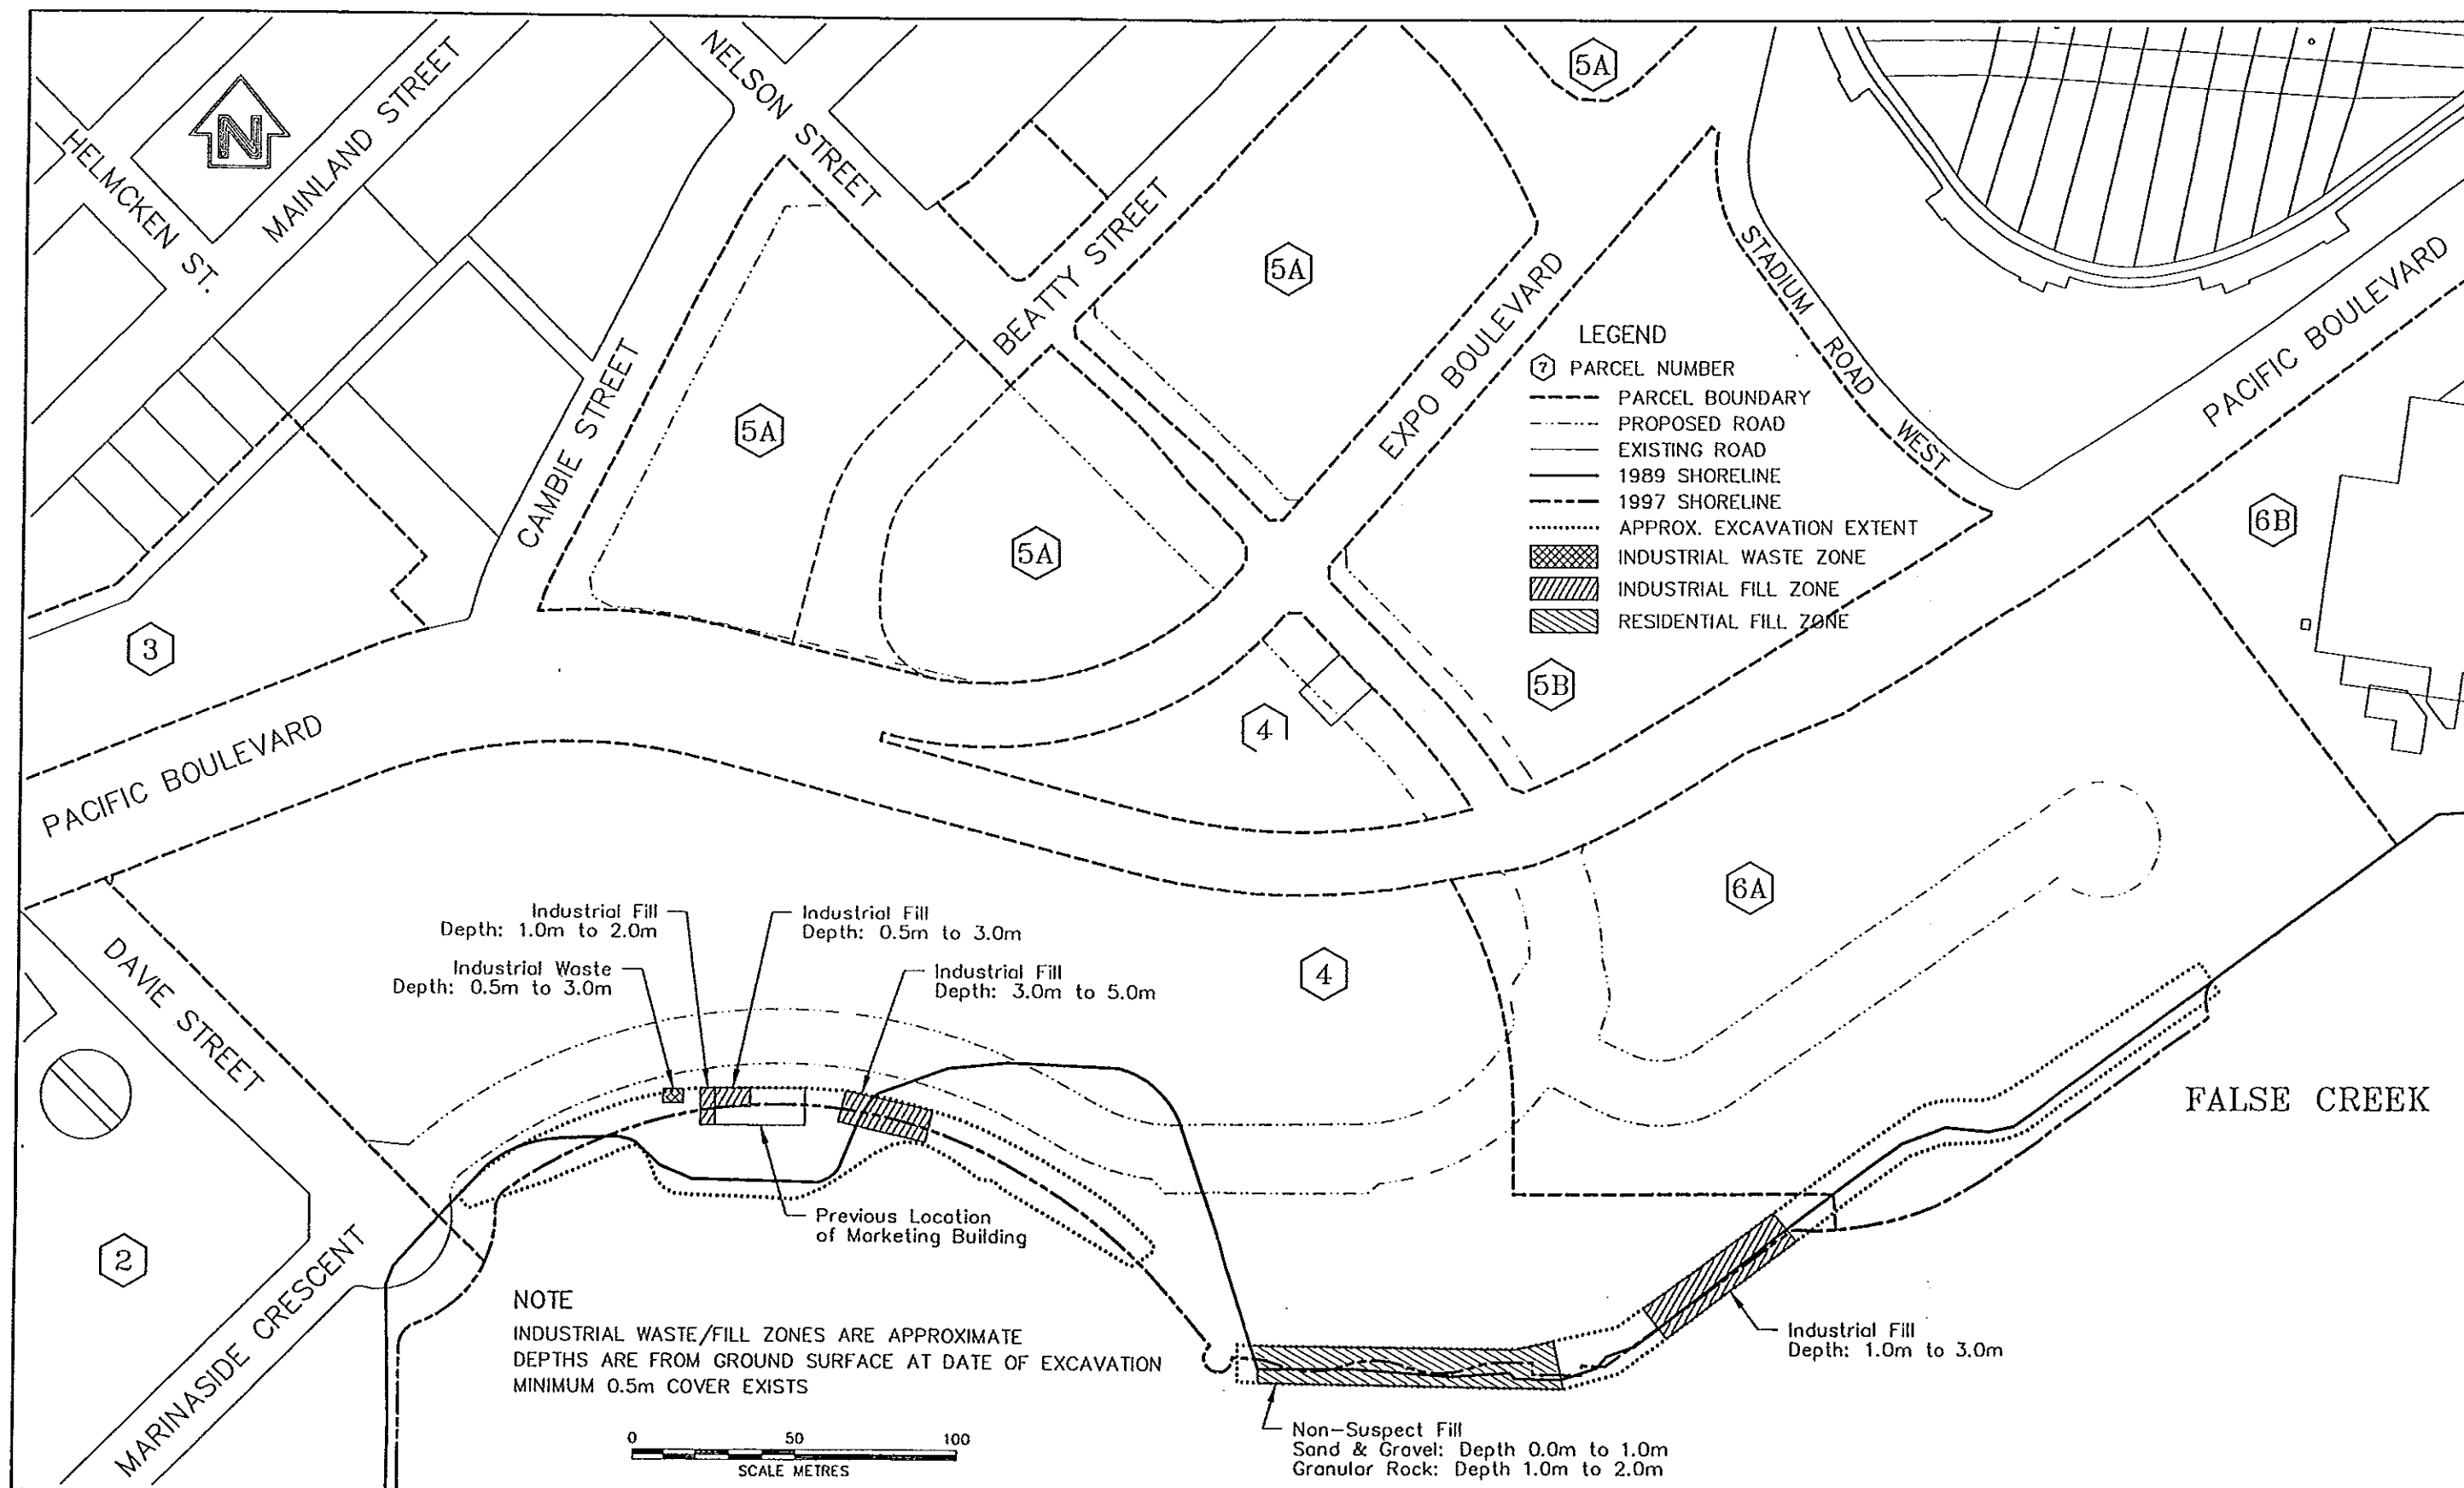 NELSON STREET
5A
MAINLAND STREET
N
HELMCKEN ST.
BEATTY STREET
5A
STADIUM ROAD WEST
PACIFIC BOULEVARD
EXPO BOULEVARD
CAMBIE STREET
5A
5A
LEGEND
7 PARCEL NUMBER
PARCEL BOUNDARY
PROPOSED ROAD
EXISTING ROAD
1989 SHORELINE
1997 SHORELINE
APPROX. EXCAVATION EXTENT
INDUSTRIAL WASTE ZONE
INDUSTRIAL FILL ZONE
RESIDENTIAL FILL ZONE
6B
3
5B
4
PACIFIC BOULEVARD
6A
Industrial Fill
Depth: 1.0m to 2.0m
Industrial Fill
Depth: 0.5m to 3.0m
Industrial Waste
Depth: 0.5m to 3.0m
Industrial Fill
Depth: 3.0m to 5.0m
4
DAVIE STREET
FALSE CREEK
Previous Location
of Marketing Building
2
MARINASIDE CRESCENT
NOTE
INDUSTRIAL WASTE/FILL ZONES ARE APPROXIMATE
DEPTHS ARE FROM GROUND SURFACE AT DATE OF EXCAVATION
MINIMUM 0.5m COVER EXISTS
Industrial Fill
Depth: 1.0m to 3.0m
0 50 100
SCALE METRES
Non-Suspect Fill
Sand & Gravel: Depth 0.0m to 1.0m
Granular Rock: Depth 1.0m to 2.0m